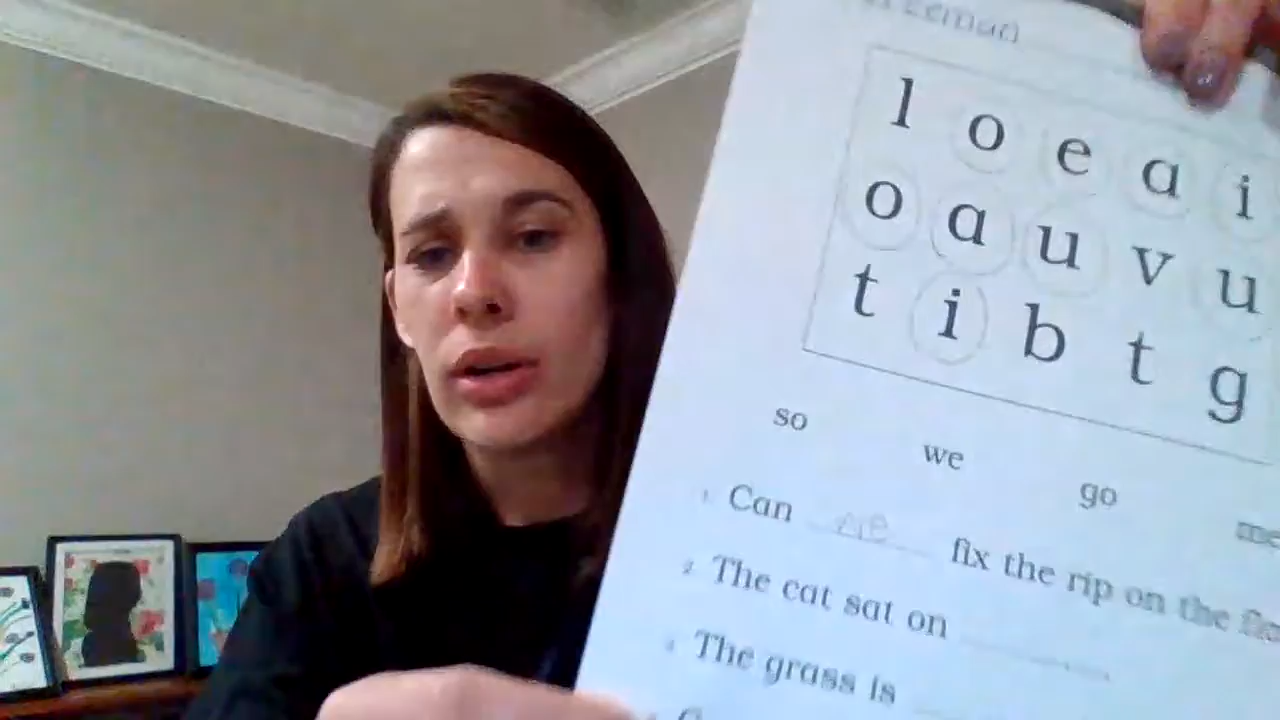 l o e a i
o a u v u
t i b t g
so we go me
1. Can we fix the rip on the
2. The cat sat on
3. The grass is